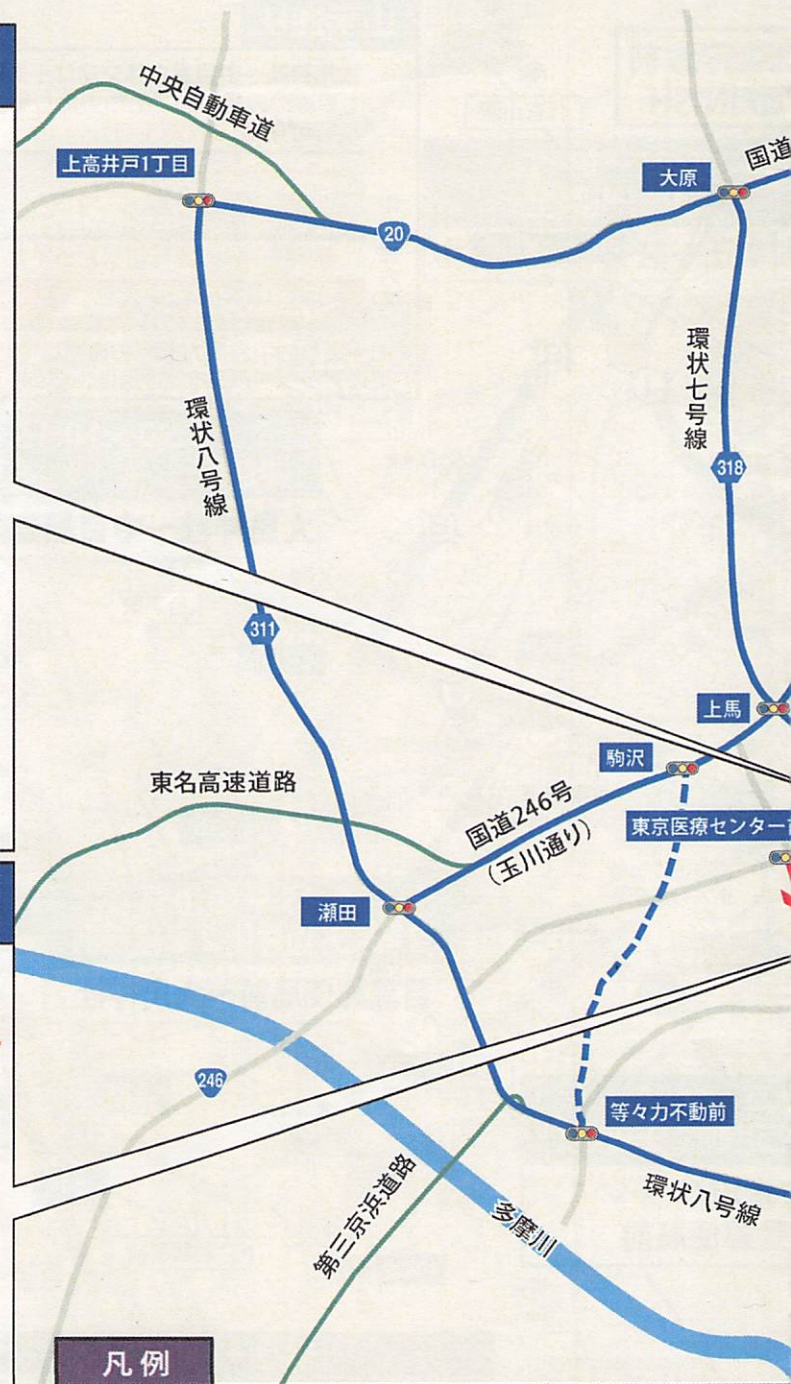 中央自動車道
上高井戸1丁目
大原
国道
20
環状七号線
環状八号線
318
311
上馬
駒沢
東名高速道路
国道246号
(玉川通り)
東京医療センター
瀬田
246
等々力不動前
環状八号線
第三京浜道路
多摩川
凡例